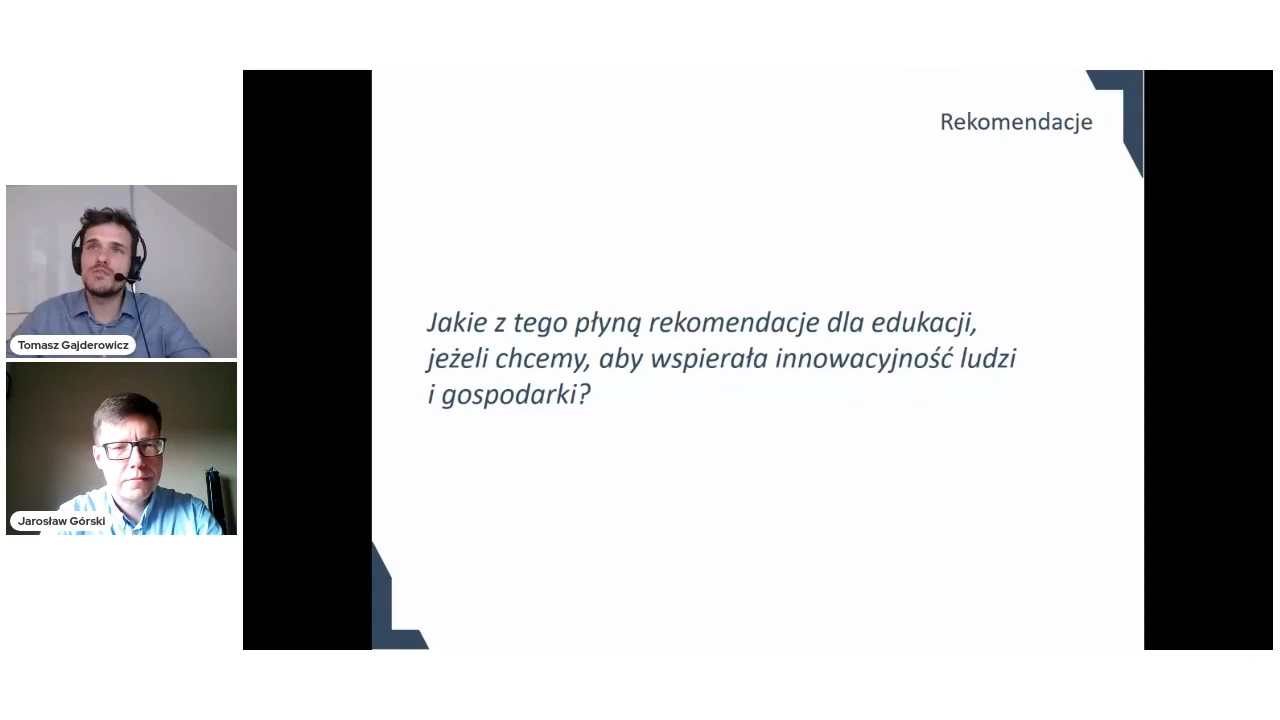 Rekomendacje
Jakie z tego płyną rekomendacje dla edukacji,
jeżeli chcemy, aby wspierała innowacyjność ludzi
i gospodarki?
Tomasz Gajderowicz
Jarosław Górski